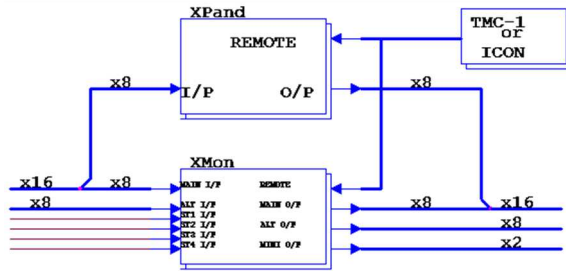 XPand
TMC-1
or
ICON
REMOTE
x8
I/P
O/P
x8
XMon
x16
x8
MAIN I/P
REMOTE
x8
ALT I/P
MAIN O/P
x8
x16
ST1 I/P
ST2 I/P
ALT O/P
x8
ST3 I/P
ST4 I/P
MINI O/P
x2